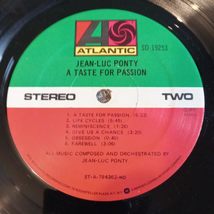 ATLANTIC
SD 19253
JEAN-LUC PONTY
A TASTE FOR PASSION
STEREO
TWO
1. A TASTE FOR PASSION
2. LIFE CYCLES
3. REMINISCENCE
4. GIVE US A CHANCE
5. OBSESSION
6. FAREWELL
ALL MUSIC COMPOSED AND ORCHESTRATED BY
JEAN-LUC PONTY